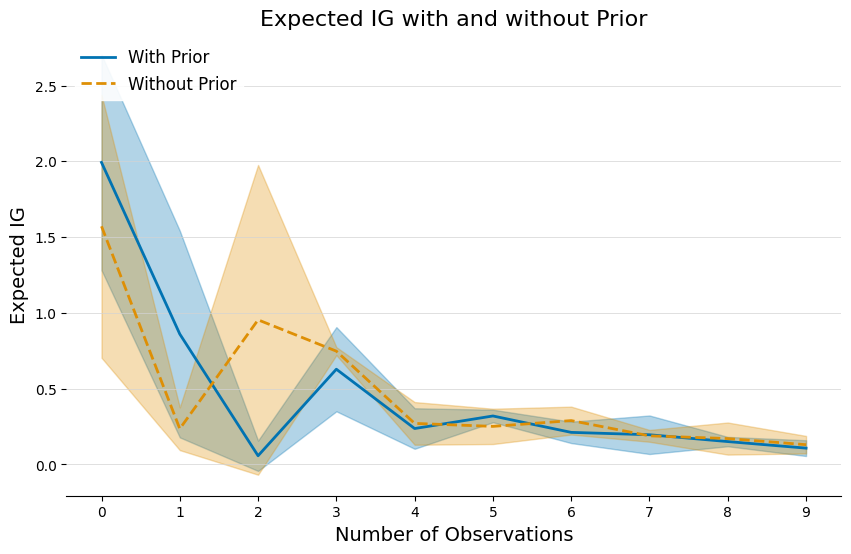 Expected IG with and without Prior
With Prior
Without Prior
2.5
2.0
1.5
1.0
0.5
0.0
Expected IG
0 1 2 3 4 5 6 7 8 9
Number of Observations